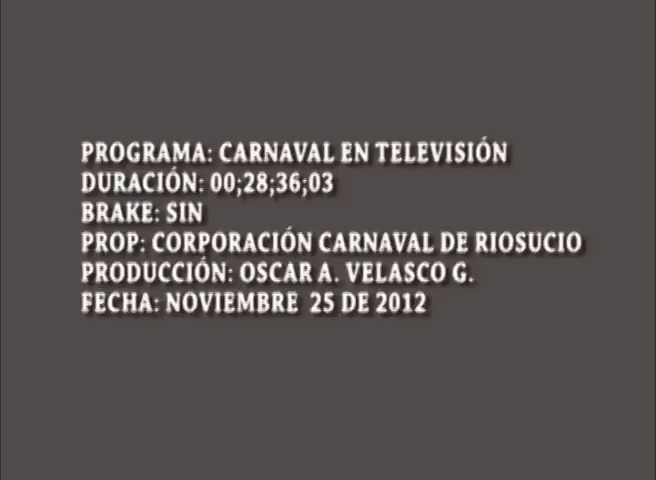 PROGRAMA: CARNAVAL EN TELEVISIÓN
DURACIÓN: 00;28;36;03
BRAKE: SIN
PROP: CORPORACIÓN CARNAVAL DE RIOSUCIO
PRODUCCIÓN: OSCAR A. VELASCO G.
FECHA: NOVIEMBRE 25 DE 2012